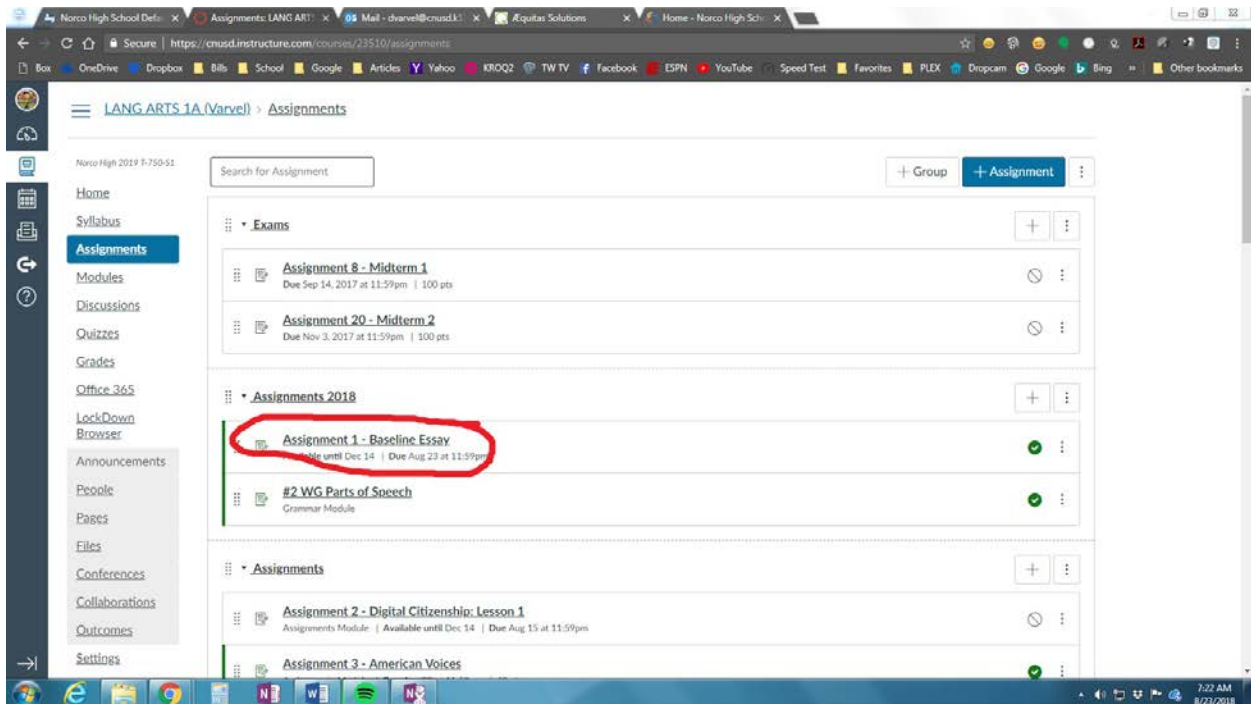 Norco High School Defa
Assignments: LANG ART
Mail - dvarvel@cnusd.k1
Æquitas Solutions
Home - Norco High Sch
Secure | https://cnusd.instructure.com/courses/23510/assignments
Box OneDrive Dropbox Bills School Google Articles Yahoo KROQ2 TW TV Facebook ESPN YouTube Speed Test Favorites PLEX Dropcam Google Bing » Other bookmarks
LANG ARTS 1A (Varvel) > Assignments
Norco High 2019 T-750-S1
Home
Syllabus
Assignments
Modules
Discussions
Quizzes
Grades
Office 365
LockDown
Browser
Announcements
People
Pages
Files
Conferences
Collaborations
Outcomes
Settings
Search for Assignment
+ Group
+ Assignment
Exams
Assignment 8 - Midterm 1
Due Sep 14, 2017 at 11:59pm | 100 pts
Assignment 20 - Midterm 2
Due Nov 3, 2017 at 11:59pm | 100 pts
Assignments 2018
Assignment 1 - Baseline Essay
Available until Dec 14 | Due Aug 23 at 11:59pm
#2 WG Parts of Speech
Grammar Module
Assignments
Assignment 2 - Digital Citizenship: Lesson 1
Assignments Module | Available until Dec 14 | Due Aug 15 at 11:59pm
Assignment 3 - American Voices
7:22 AM
8/23/2018